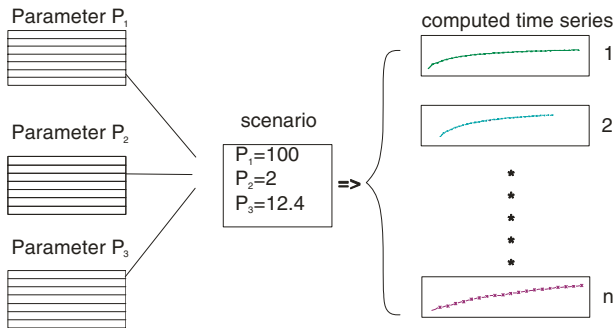 Parameter P₁
Parameter P₂
Parameter P₃
scenario
P₁=100
P₂=2
P₃=12.4
=>
computed time series
1
2
*
*
*
*
*
n